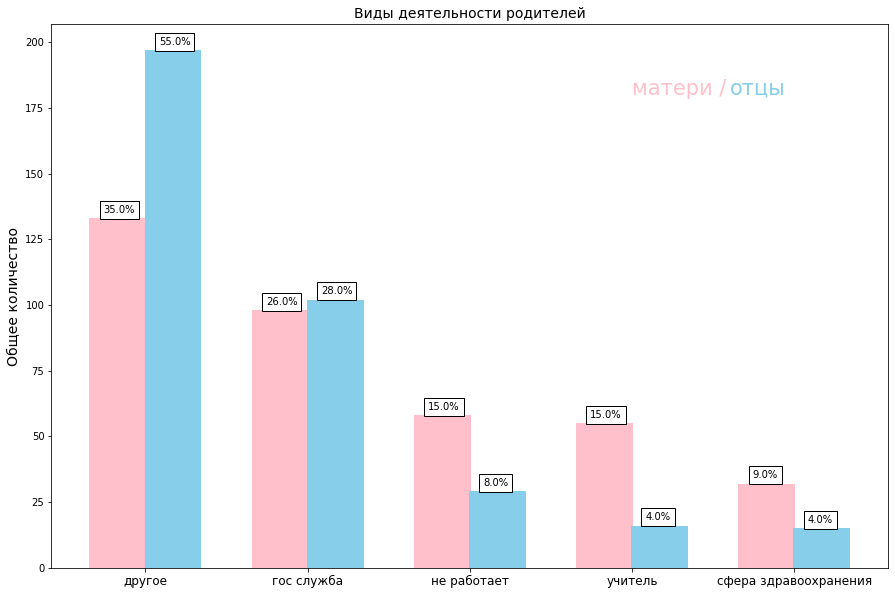 Виды деятельности родителей
матери / отцы
Общее количество
200
175
150
125
100
75
50
25
0
35.0%
55.0%
26.0%
28.0%
15.0%
8.0%
15.0%
4.0%
9.0%
4.0%
другое
гос служба
не работает
учитель
сфера здравоохранения